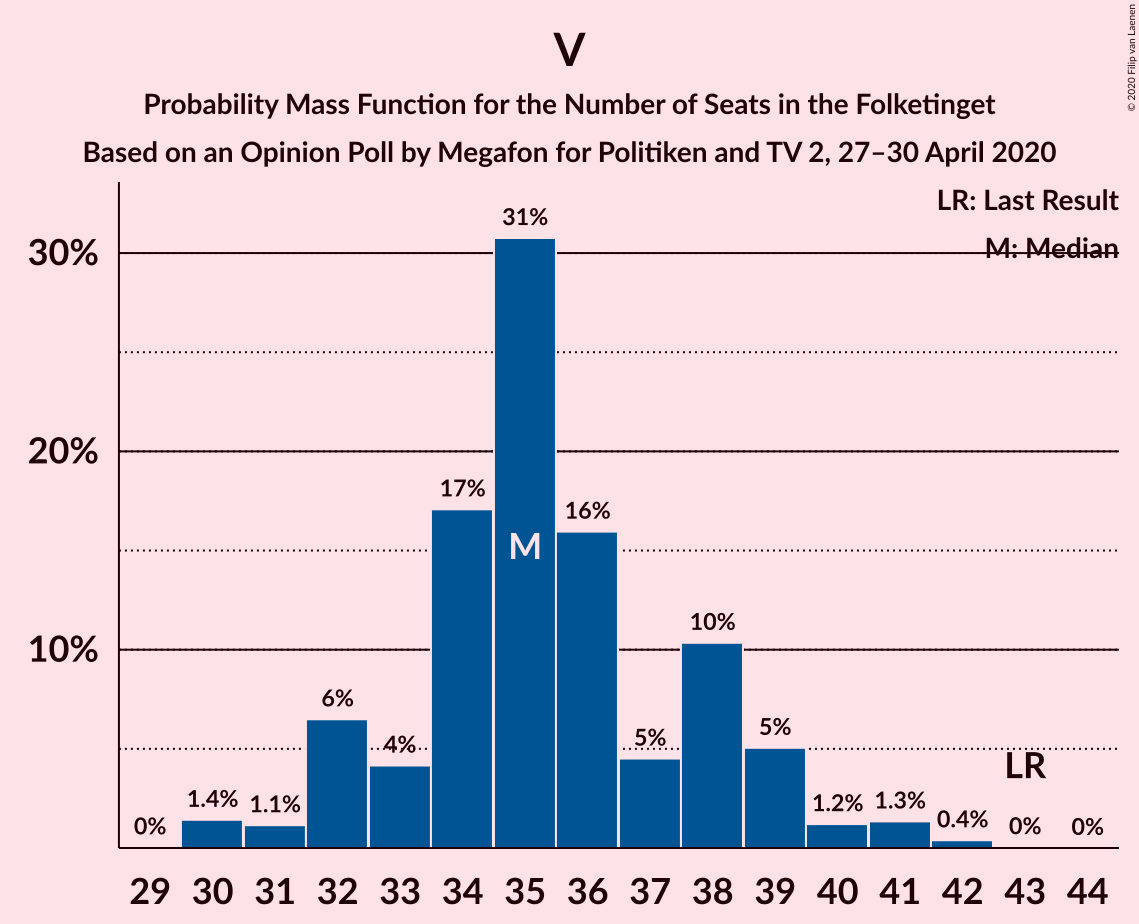 V
Probability Mass Function for the Number of Seats in the Folketinget
Based on an Opinion Poll by Megafon for Politiken and TV 2, 27–30 April 2020
© 2020 Filip van Laenen
LR: Last Result
M: Median
30%
20%
10%
0%
1.4%
1.1%
6%
4%
17%
31%
16%
5%
10%
5%
1.2%
1.3%
0.4%
0%
0%
M
LR
29 30 31 32 33 34 35 36 37 38 39 40 41 42 43 44